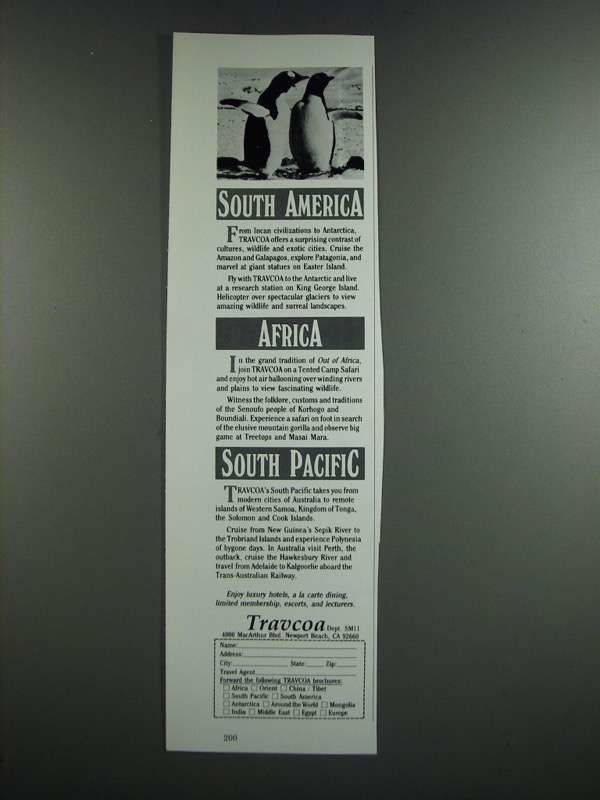 SOUTH AMERICA
From Incan civilizations to Antarctica,
TRAVCOA offers a surprising contrast of
cultures, wildlife and exotic cities. Cruise the
Amazon and Galapagos, explore Patagonia, and
marvel at giant statues on Easter Island.
Fly with TRAVCOA to the Antarctic and live
at a research station on King George Island.
Helicopter over spectacular glaciers to view
amazing wildlife and surreal landscapes.
AFRICA
In the grand tradition of Out of Africa,
join TRAVCOA on a Tented Camp Safari
and enjoy hot air ballooning over winding rivers
and plains to view fascinating wildlife.
Witness the folklore, customs and traditions
of the Senoufo people of Korhogo and
Boundiali. Experience a safari on foot in search
of the elusive mountain gorilla and observe big
game at Treetops and Masai Mara.
SOUTH PACIFIC
TRAVCOA's South Pacific takes you from
modern cities of Australia to remote
islands of Western Samoa, Kingdom of Tonga,
the Solomon and Cook Islands.
Cruise from New Guinea's Sepik River to
the Trobriand Islands and experience Polynesia
of bygone days. In Australia visit Perth, the
outback, cruise the Hawkesbury River and
travel from Adelaide to Kalgoorlie aboard the
Trans-Australian Railway.
Enjoy luxury hotels, a la carte dining,
limited membership, escorts, and lecturers.
Travcoa Dept. SM11
4000 MacArthur Blvd. Newport Beach, CA 92660
Name:
Address:
City: State: Zip:
Travel Agent
Forward the following TRAVCOA brochures:
Africa Orient China / Tibet
South Pacific South America
Antarctica Around the World Mongolia
India Middle East Egypt Europe
200